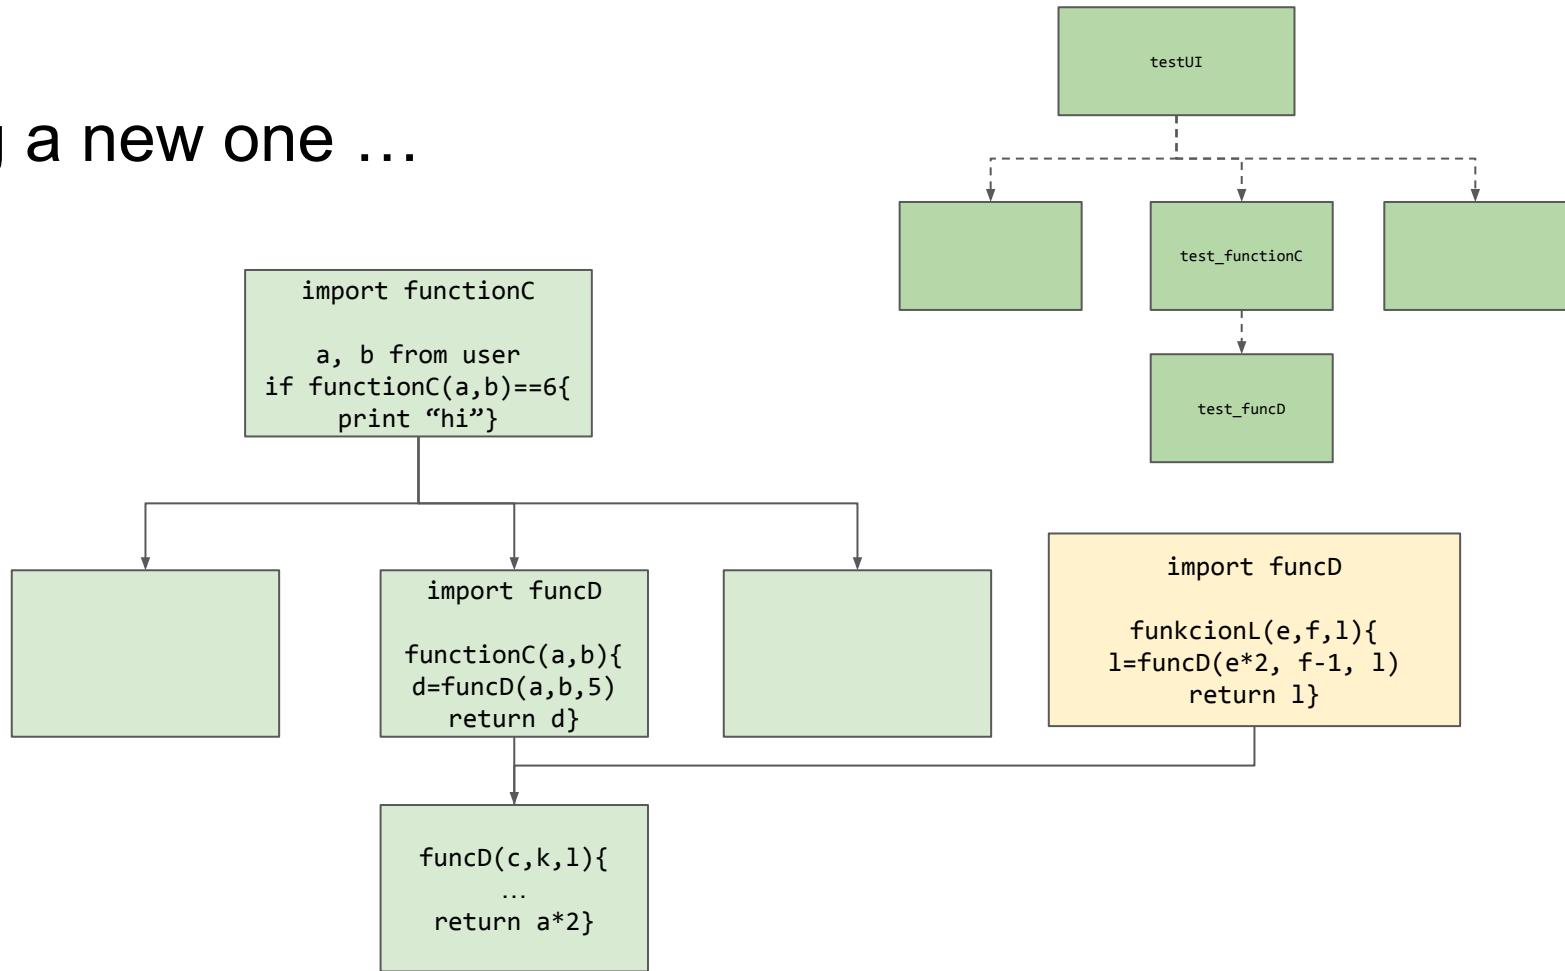 g a new one …
testUI
test_functionC
test_funcD
import functionC
a, b from user
if functionC(a,b)==6{
print “hi”}
import funcD
functionC(a,b){
d=funcD(a,b,5)
return d}
import funcD
funkcionL(e,f,l){
l=funcD(e*2, f-1, l)
return l}
funcD(c,k,l){
…
return a*2}